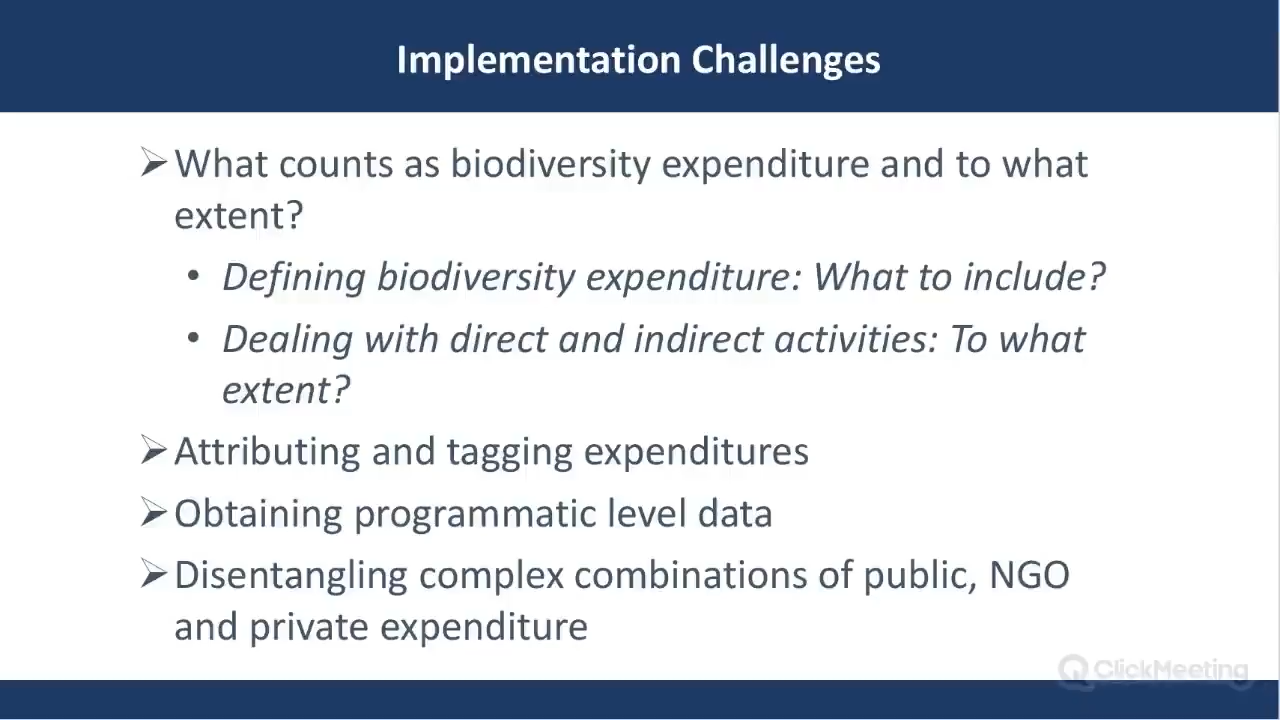 Implementation Challenges
➢What counts as biodiversity expenditure and to what
extent?
• Defining biodiversity expenditure: What to include?
• Dealing with direct and indirect activities: To what
extent?
➢Attributing and tagging expenditures
➢Obtaining programmatic level data
➢Disentangling complex combinations of public, NGO
and private expenditure
ClickMeeting